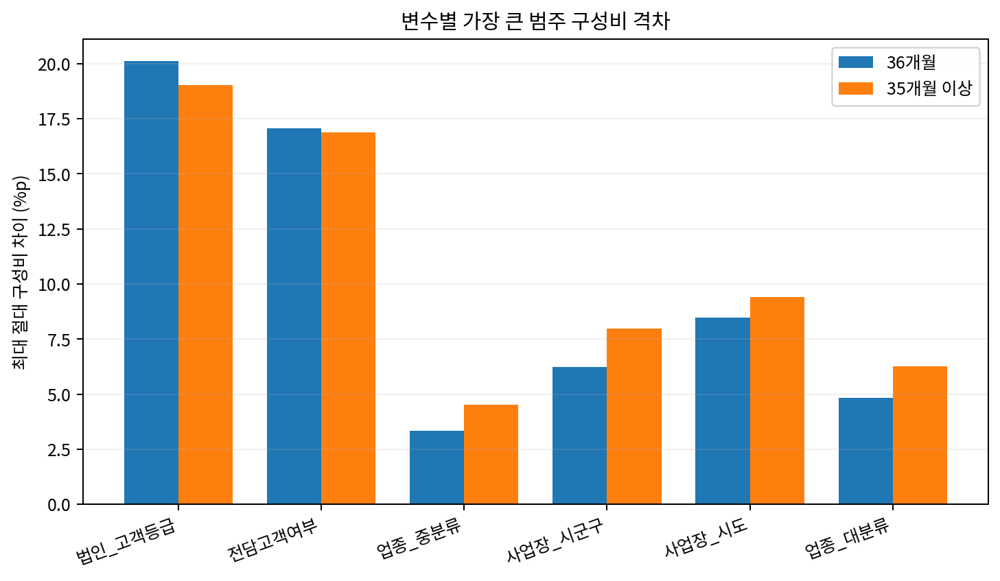 변수별 가장 큰 범주 구성비 격차
36개월
35개월 이상
최대 절대 구성비 차이 (%p)
20.0
17.5
15.0
12.5
10.0
7.5
5.0
2.5
0.0
법인_고객등급
전담고객여부
업종_중분류
사업장_시군구
사업장_시도
업종_대분류